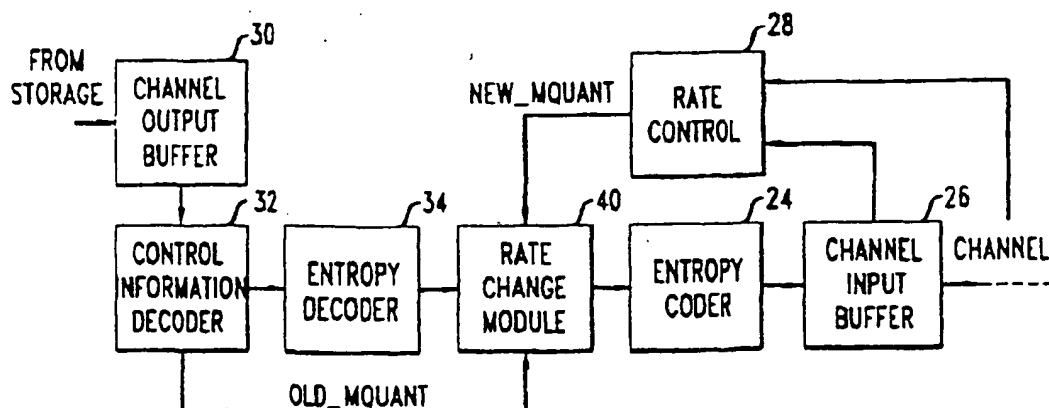 30
28
FROM
STORAGE
CHANNEL
OUTPUT
BUFFER
NEW_MQUANT
RATE
CONTROL
32
34
40
24
26
CONTROL
INFORMATION
DECODER
ENTROPY
DECODER
RATE
CHANGE
MODULE
ENTROPY
CODER
CHANNEL
INPUT
BUFFER
CHANNEL
OLD_MQUANT